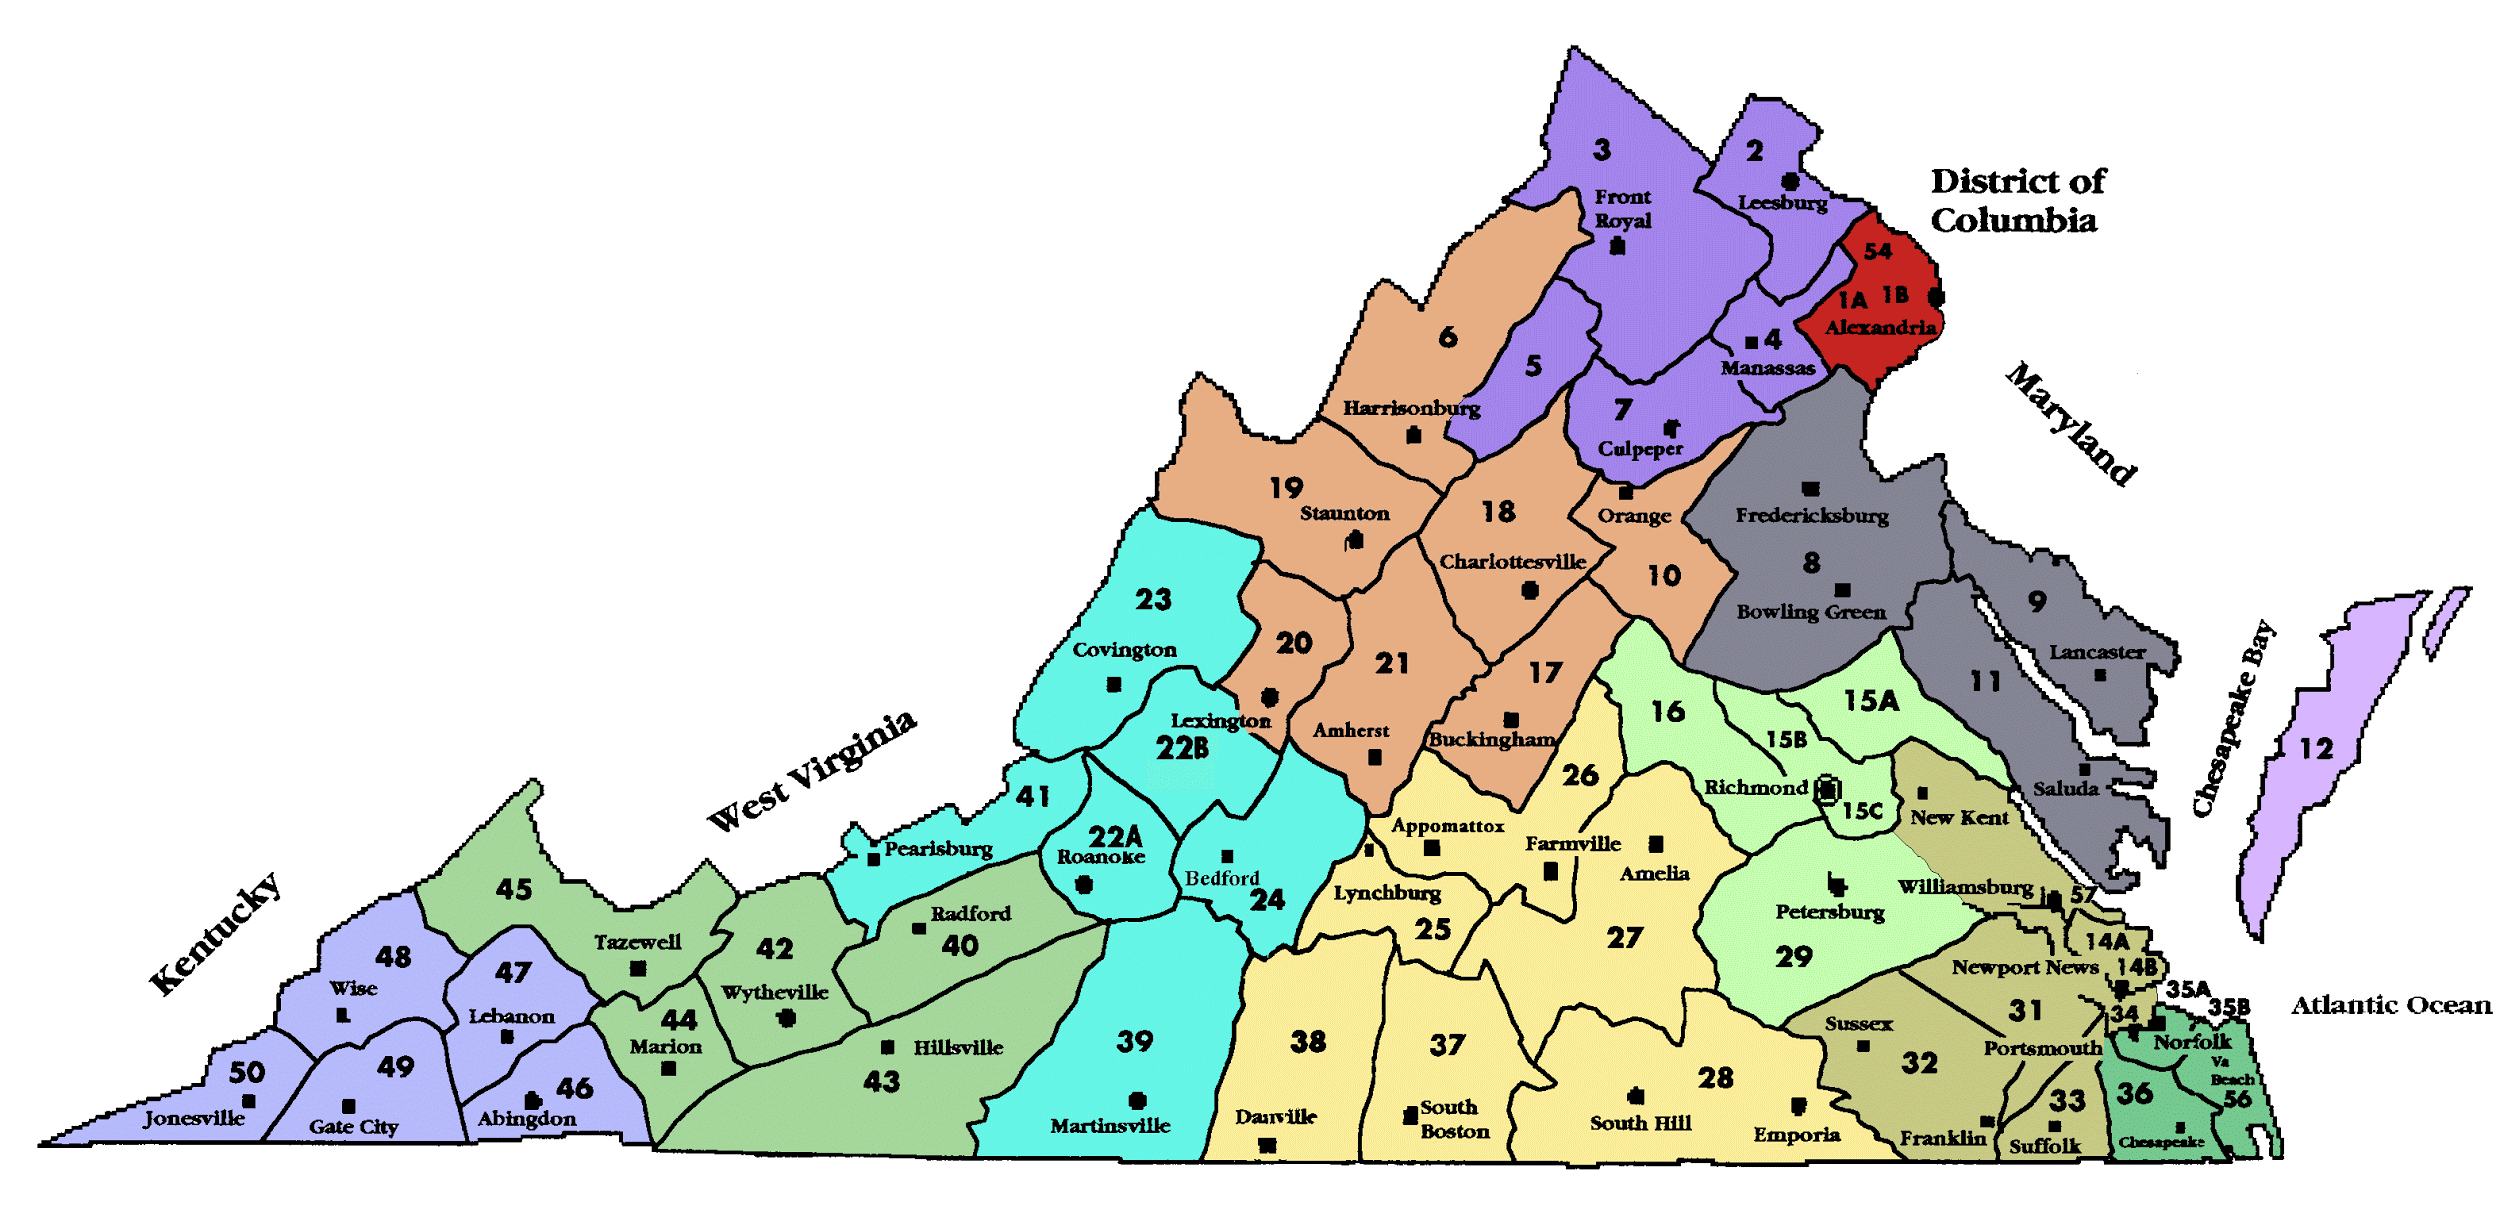 3
2
Front
Royal
Leesburg
District of
Columbia
54
1A 1B
Alexandria
6
5
4
Manassas
Maryland
Harrisonburg
7
Culpeper
19
Staunton
18
Charlottesville
Orange
10
Fredericksburg
8
Bowling Green
9
Lancaster
11
Saluda
Chesapeake Bay
12
23
Covington
20
Lexington
21
Amherst
17
Buckingham
16
15A
15B
Richmond
15C
New Kent
West Virginia
22B
41
Pearisburg
22A
Roanoke
Bedford
24
Appomattox
26
Farmville
Amelia
Lynchburg
25
27
Petersburg
29
Williamsburg
57
14A
Newport News
14B
35A
35B
Atlantic Ocean
31
34
Portsmouth
Norfolk
Va
Beach
56
36
Chesapeake
33
Suffolk
Sussex
32
Franklin
28
South Hill
Emporia
37
South
Boston
38
Danville
39
Martinsville
Radford
40
Hillsville
43
42
Wytheville
45
Tazewell
44
Marion
Kentucky
48
Wise
47
Lebanon
46
Abingdon
49
Gate City
50
Jonesville